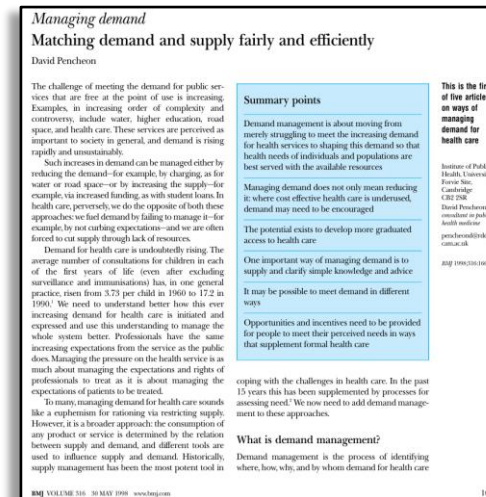 Managing demand
Matching demand and supply fairly and efficiently
David Pencheon
The challenge of meeting the demand for public ser-
vices that are free at the point of use is increasing.
Examples, in increasing order of complexity and
controversy, include water, higher education, road
space, and health care. These services are perceived as
important to society in general, and demand is rising
rapidly and unsustainably.
Such increases in demand can be managed either by
reducing the demand—for example, by charging, as for
water or road space—or by increasing the supply—for
example, via increased funding, as with student loans. In
health care, perversely, we do the opposite of both these
approaches: we fuel demand by failing to manage it—for
example, by not curbing expectations—and we are often
forced to cut supply through lack of resources.
Demand for health care is undoubtedly rising. The
average number of consultations for children in each
of the first years of life (even after excluding
surveillance and immunisations) has, in one general
practice, risen from 3.73 per child in 1960 to 17.2 in
1990.¹ We need to understand better how this ever
increasing demand for health care is initiated and
expressed and use this understanding to manage the
whole system better. Professionals have the same
increasing expectations from the service as the public
does. Managing the pressure on the health service is as
much about managing the expectations and rights of
professionals to treat as it is about managing the
expectations of patients to be treated.
To many, managing demand for health care sounds
like a euphemism for rationing via restricting supply.
However, it is a broader approach: the consumption of
any product or service is determined by the relation
between supply and demand, and different tools are
used to influence supply and demand. Historically,
supply management has been the most potent tool in
Summary points
Demand management is about moving from
merely struggling to meet the increasing demand
for health services to shaping this demand so that
health needs of individuals and populations are
best served with the available resources
Managing demand does not only mean reducing
it: where cost effective health care is underused,
demand may need to be encouraged
The potential exists to develop more graduated
access to health care
One important way of managing demand is to
supply and clarify simple knowledge and advice
It may be possible to meet demand in different
ways
Opportunities and incentives need to be provided
for people to meet their perceived needs in ways
that supplement formal health care
coping with the challenges in health care. In the past
15 years this has been supplemented by processes for
assessing need.² We now need to add demand manage-
ment to these approaches.
What is demand management?
Demand management is the process of identifying
where, how, why, and by whom demand for health care
This is the fir
of five article
on ways of
managing
demand for
health care
Institute of Publ
Health, Universi
Forvie Site,
Cambridge
CB2 2SR
David Pencheon
consultant in pub
health medicine
BMJ VOLUME 316 30 MAY 1998 www.bmj.com